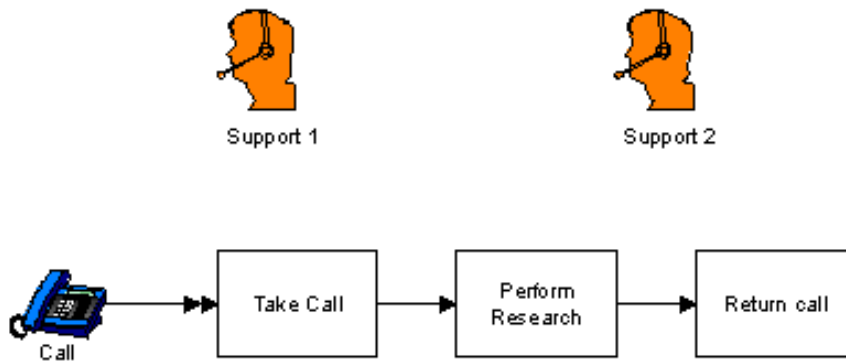 Support 1
Support 2
Call
Take Call
Perform
Research
Return call